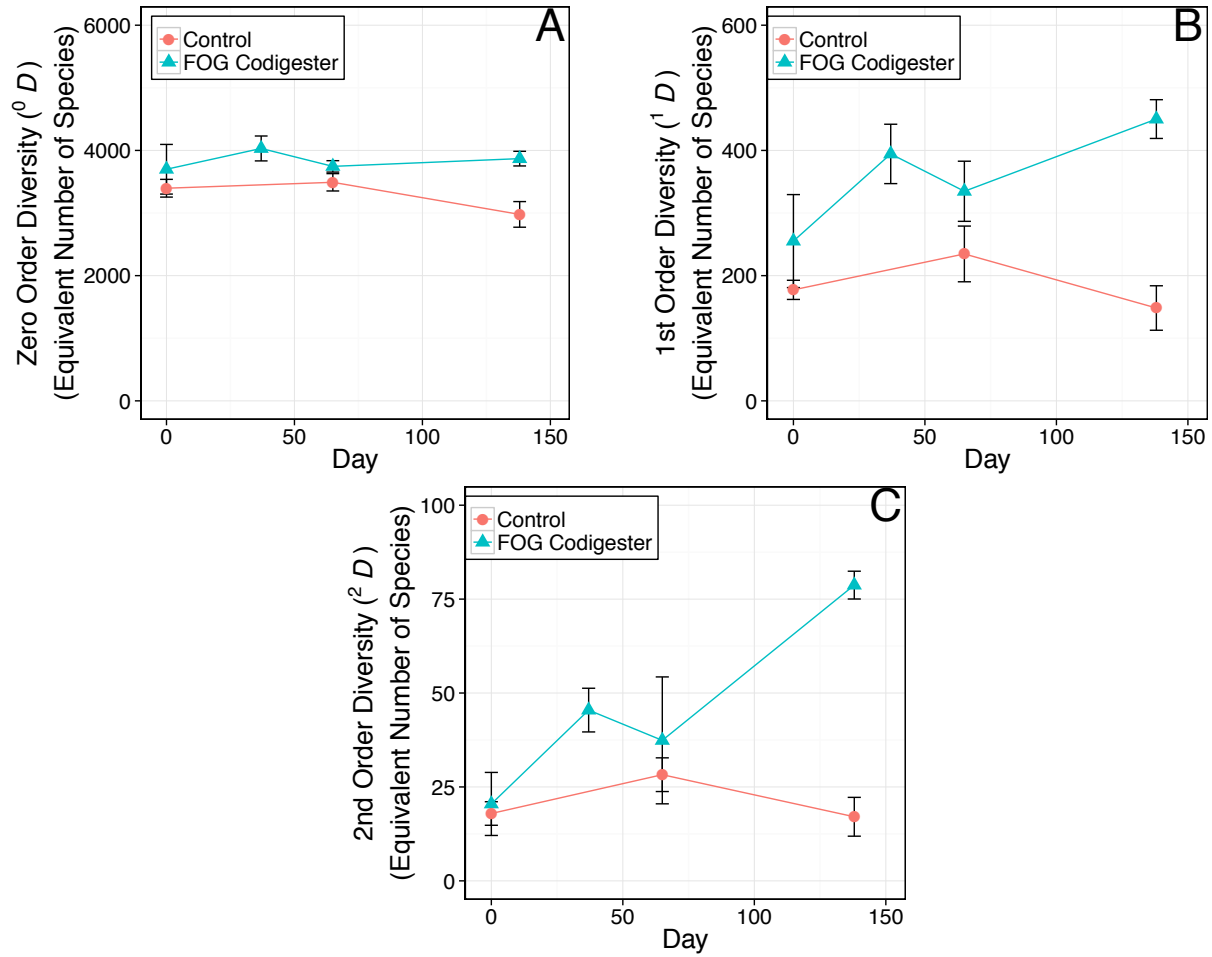 A
Control
FOG Codigester
Zero Order Diversity (⁰ D )
(Equivalent Number of Species)
6000
4000
2000
0
0 50 100 150
Day
B
Control
FOG Codigester
1st Order Diversity (¹ D )
(Equivalent Number of Species)
600
400
200
0
0 50 100 150
Day
C
Control
FOG Codigester
2nd Order Diversity (² D )
(Equivalent Number of Species)
100
75
50
25
0
0 50 100 150
Day